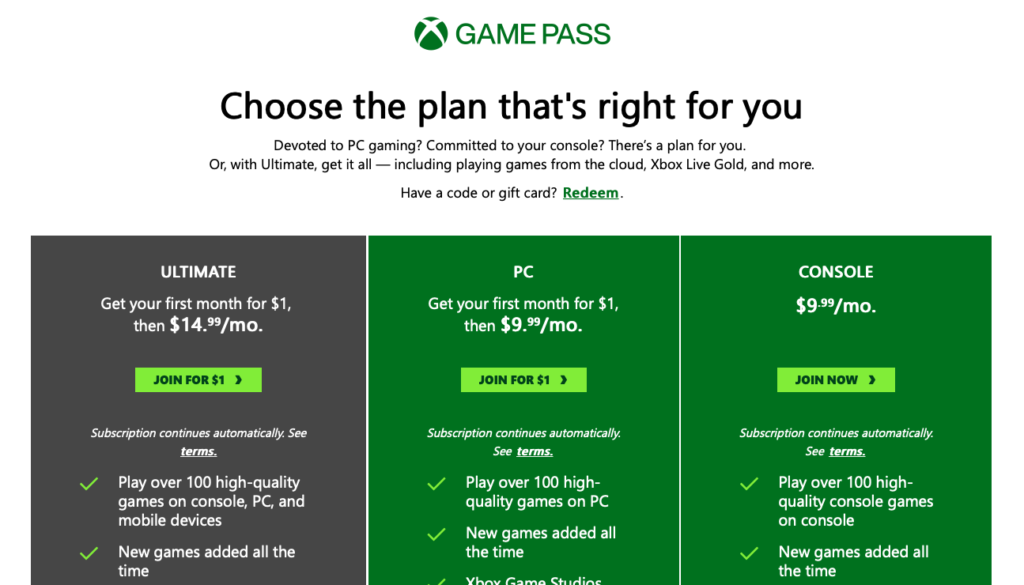 GAME PASS
Choose the plan that's right for you
Devoted to PC gaming? Committed to your console? There's a plan for you.
Or, with Ultimate, get it all — including playing games from the cloud, Xbox Live Gold, and more.
Have a code or gift card? Redeem.
ULTIMATE
Get your first month for $1,
then $14.99/mo.
JOIN FOR $1 ❯
Subscription continues automatically. See
terms.
Play over 100 high-quality
games on console, PC, and
mobile devices
New games added all the
time
PC
Get your first month for $1,
then $9.99/mo.
JOIN FOR $1 ❯
Subscription continues automatically.
See terms.
Play over 100 high-
quality games on PC
New games added all
the time
Xbox Game Studios
CONSOLE
$9.99/mo.
JOIN NOW ❯
Subscription continues automatically.
See terms.
Play over 100 high-
quality console games
on console
New games added all
the time